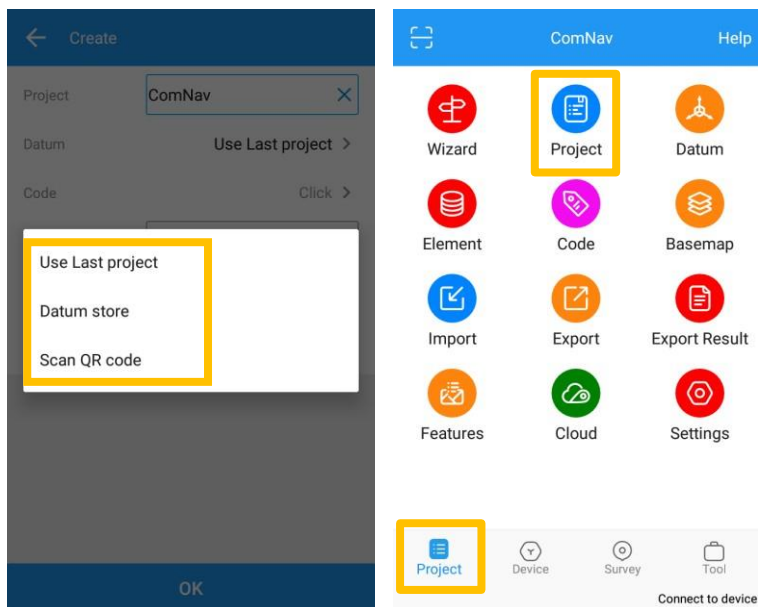 Create
Project ComNav
Datum Use Last project
Code Click
Use Last project
Datum store
Scan QR code
OK
ComNav Help
Wizard Project Datum
Element Code Basemap
Import Export Export Result
Features Cloud Settings
Project Device Survey Tool
Connect to device